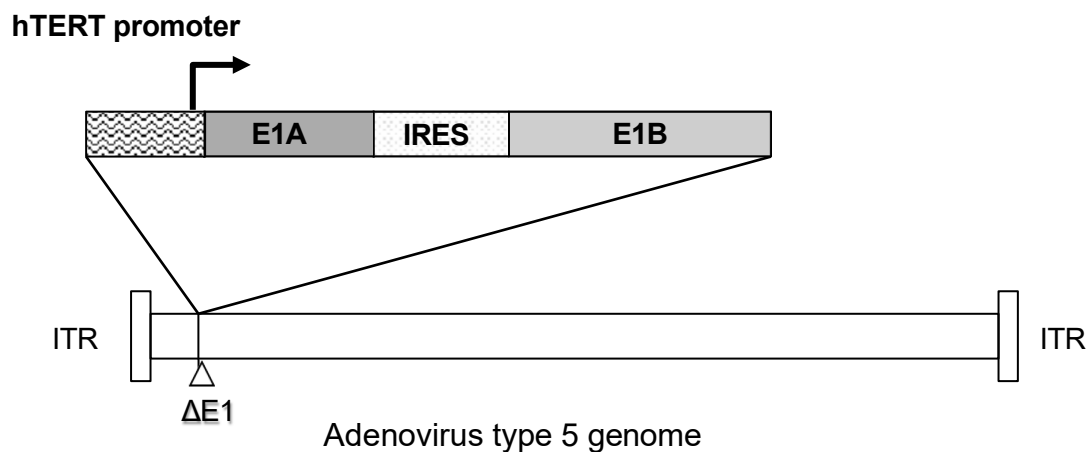 hTERT promoter
E1A IRES E1B
ITR ITR
ΔE1
Adenovirus type 5 genome